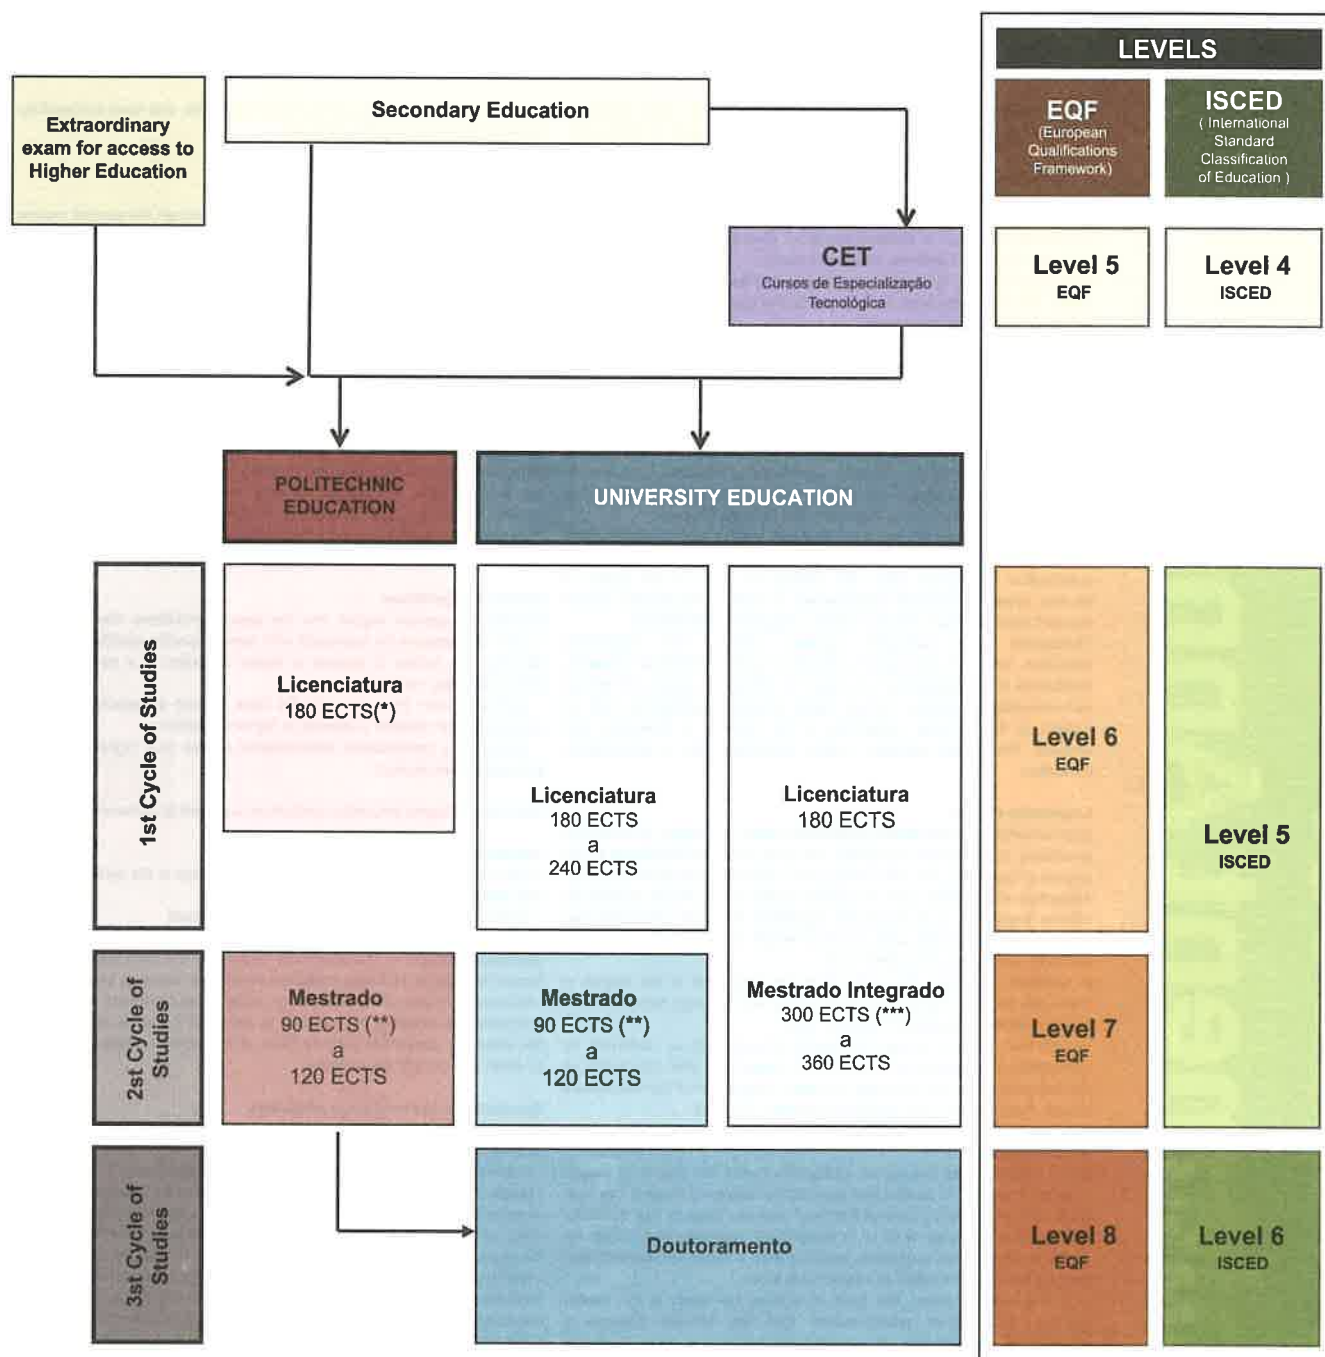 LEVELS
EQF
(European
Qualifications
Framework)
ISCED
( International
Standard
Classification
of Education )
Extraordinary
exam for access to
Higher Education
Secondary Education
CET
Cursos de Especialização
Tecnológica
Level 5
EQF
Level 4
ISCED
POLITECHNIC
EDUCATION
UNIVERSITY EDUCATION
1st Cycle of Studies
Licenciatura
180 ECTS(*)
Licenciatura
180 ECTS
a
240 ECTS
Licenciatura
180 ECTS
Level 6
EQF
Level 5
ISCED
2st Cycle of
Studies
Mestrado
90 ECTS (**)
a
120 ECTS
Mestrado
90 ECTS (**)
a
120 ECTS
Mestrado Integrado
300 ECTS (***)
a
360 ECTS
Level 7
EQF
3st Cycle of
Studies
Doutoramento
Level 8
EQF
Level 6
ISCED